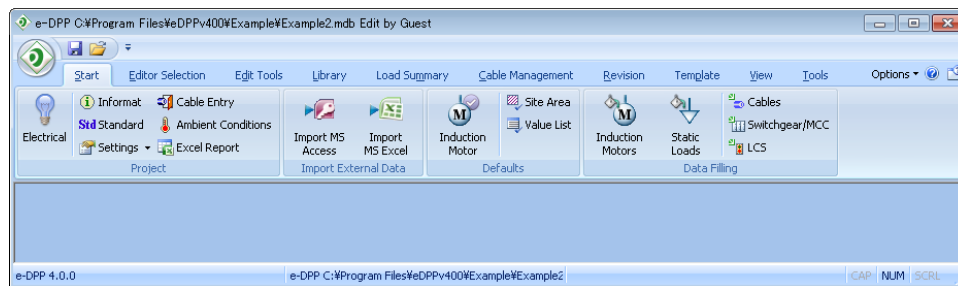 e-DPP C:¥Program Files¥eDPPv400¥Example¥Example2.mdb Edit by Guest
Start Editor Selection Edit Tools Library Load Summary Cable Management Revision Template View Tools Options
Electrical
i Informat
Std Standard
Settings
Cable Entry
Ambient Conditions
Excel Report
Project
Import MS
Access
Import
MS Excel
Import External Data
M
Induction
Motor
Site Area
Value List
Defaults
M
Induction
Motors
Static
Loads
Cables
Switchgear/MCC
LCS
Data Filling
e-DPP 4.0.0 e-DPP C:¥Program Files¥eDPPv400¥Example¥Example2 CAP NUM SCRL